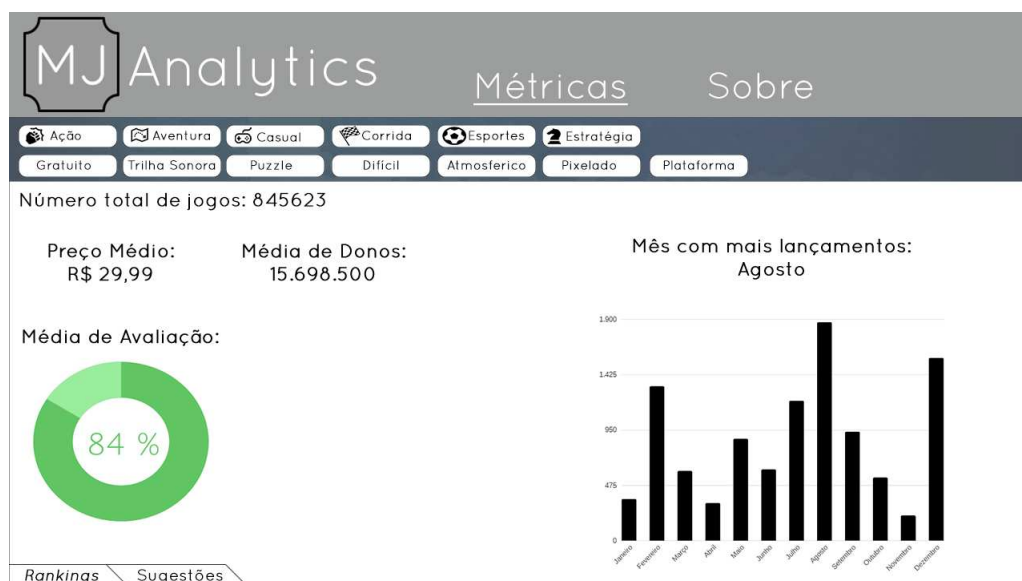 MJ Analytics Métricas Sobre
Ação Aventura Casual Corrida Esportes Estratégia
Gratuito Trilha Sonora Puzzle Difícil Atmosferico Pixelado Plataforma
Número total de jogos: 845623
Preço Médio:
R$ 29,99
Média de Donos:
15.698.500
Mês com mais lançamentos:
Agosto
Média de Avaliação:
84 %
1.900
1.425
950
475
0
Janeiro Fevereiro Março Abril Maio Junho Julho Agosto Setembro Outubro Novembro Dezembro
Rankings Sugestões